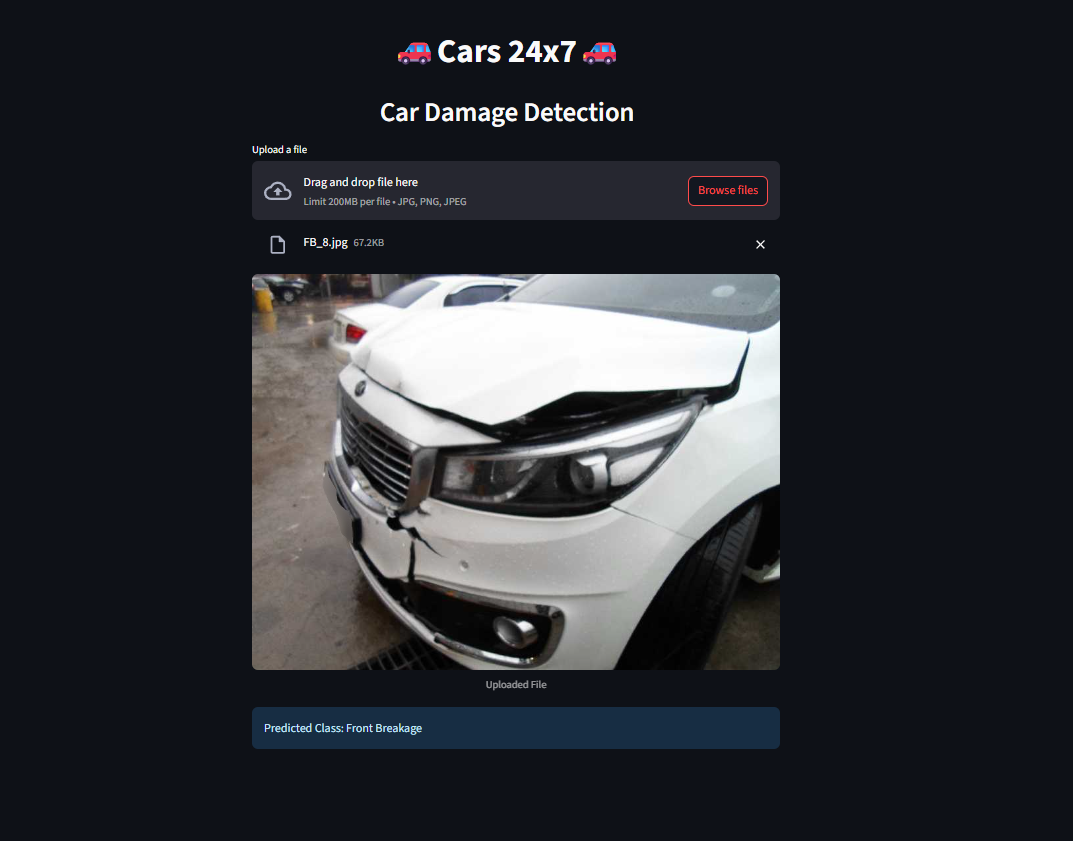 🚗 Cars 24x7 🚗
Car Damage Detection
Upload a file
Drag and drop file here
Limit 200MB per file • JPG, PNG, JPEG
Browse files
FB_8.jpg 67.2KB
Uploaded File
Predicted Class: Front Breakage